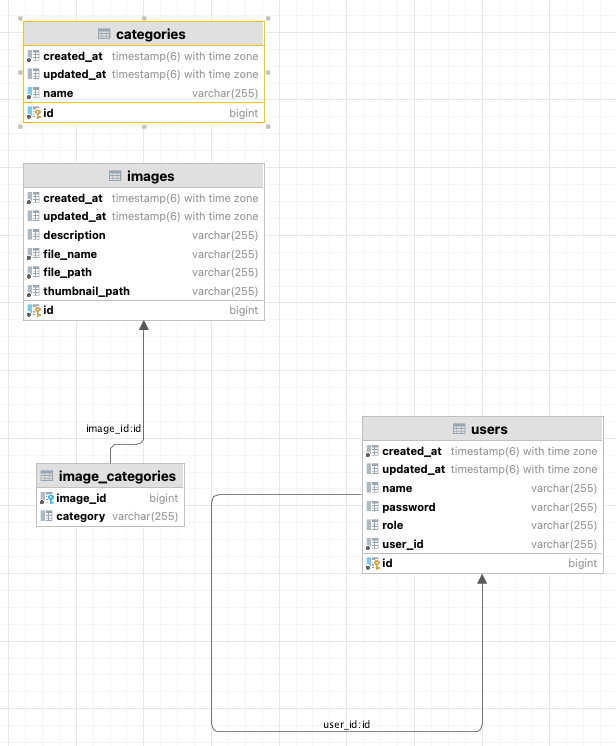 categories
created_at timestamp(6) with time zone
updated_at timestamp(6) with time zone
name varchar(255)
id bigint
images
created_at timestamp(6) with time zone
updated_at timestamp(6) with time zone
description varchar(255)
file_name varchar(255)
file_path varchar(255)
thumbnail_path varchar(255)
id bigint
image_id:id
image_categories
image_id bigint
category varchar(255)
users
created_at timestamp(6) with time zone
updated_at timestamp(6) with time zone
name varchar(255)
password varchar(255)
role varchar(255)
user_id varchar(255)
id bigint
user_id:id